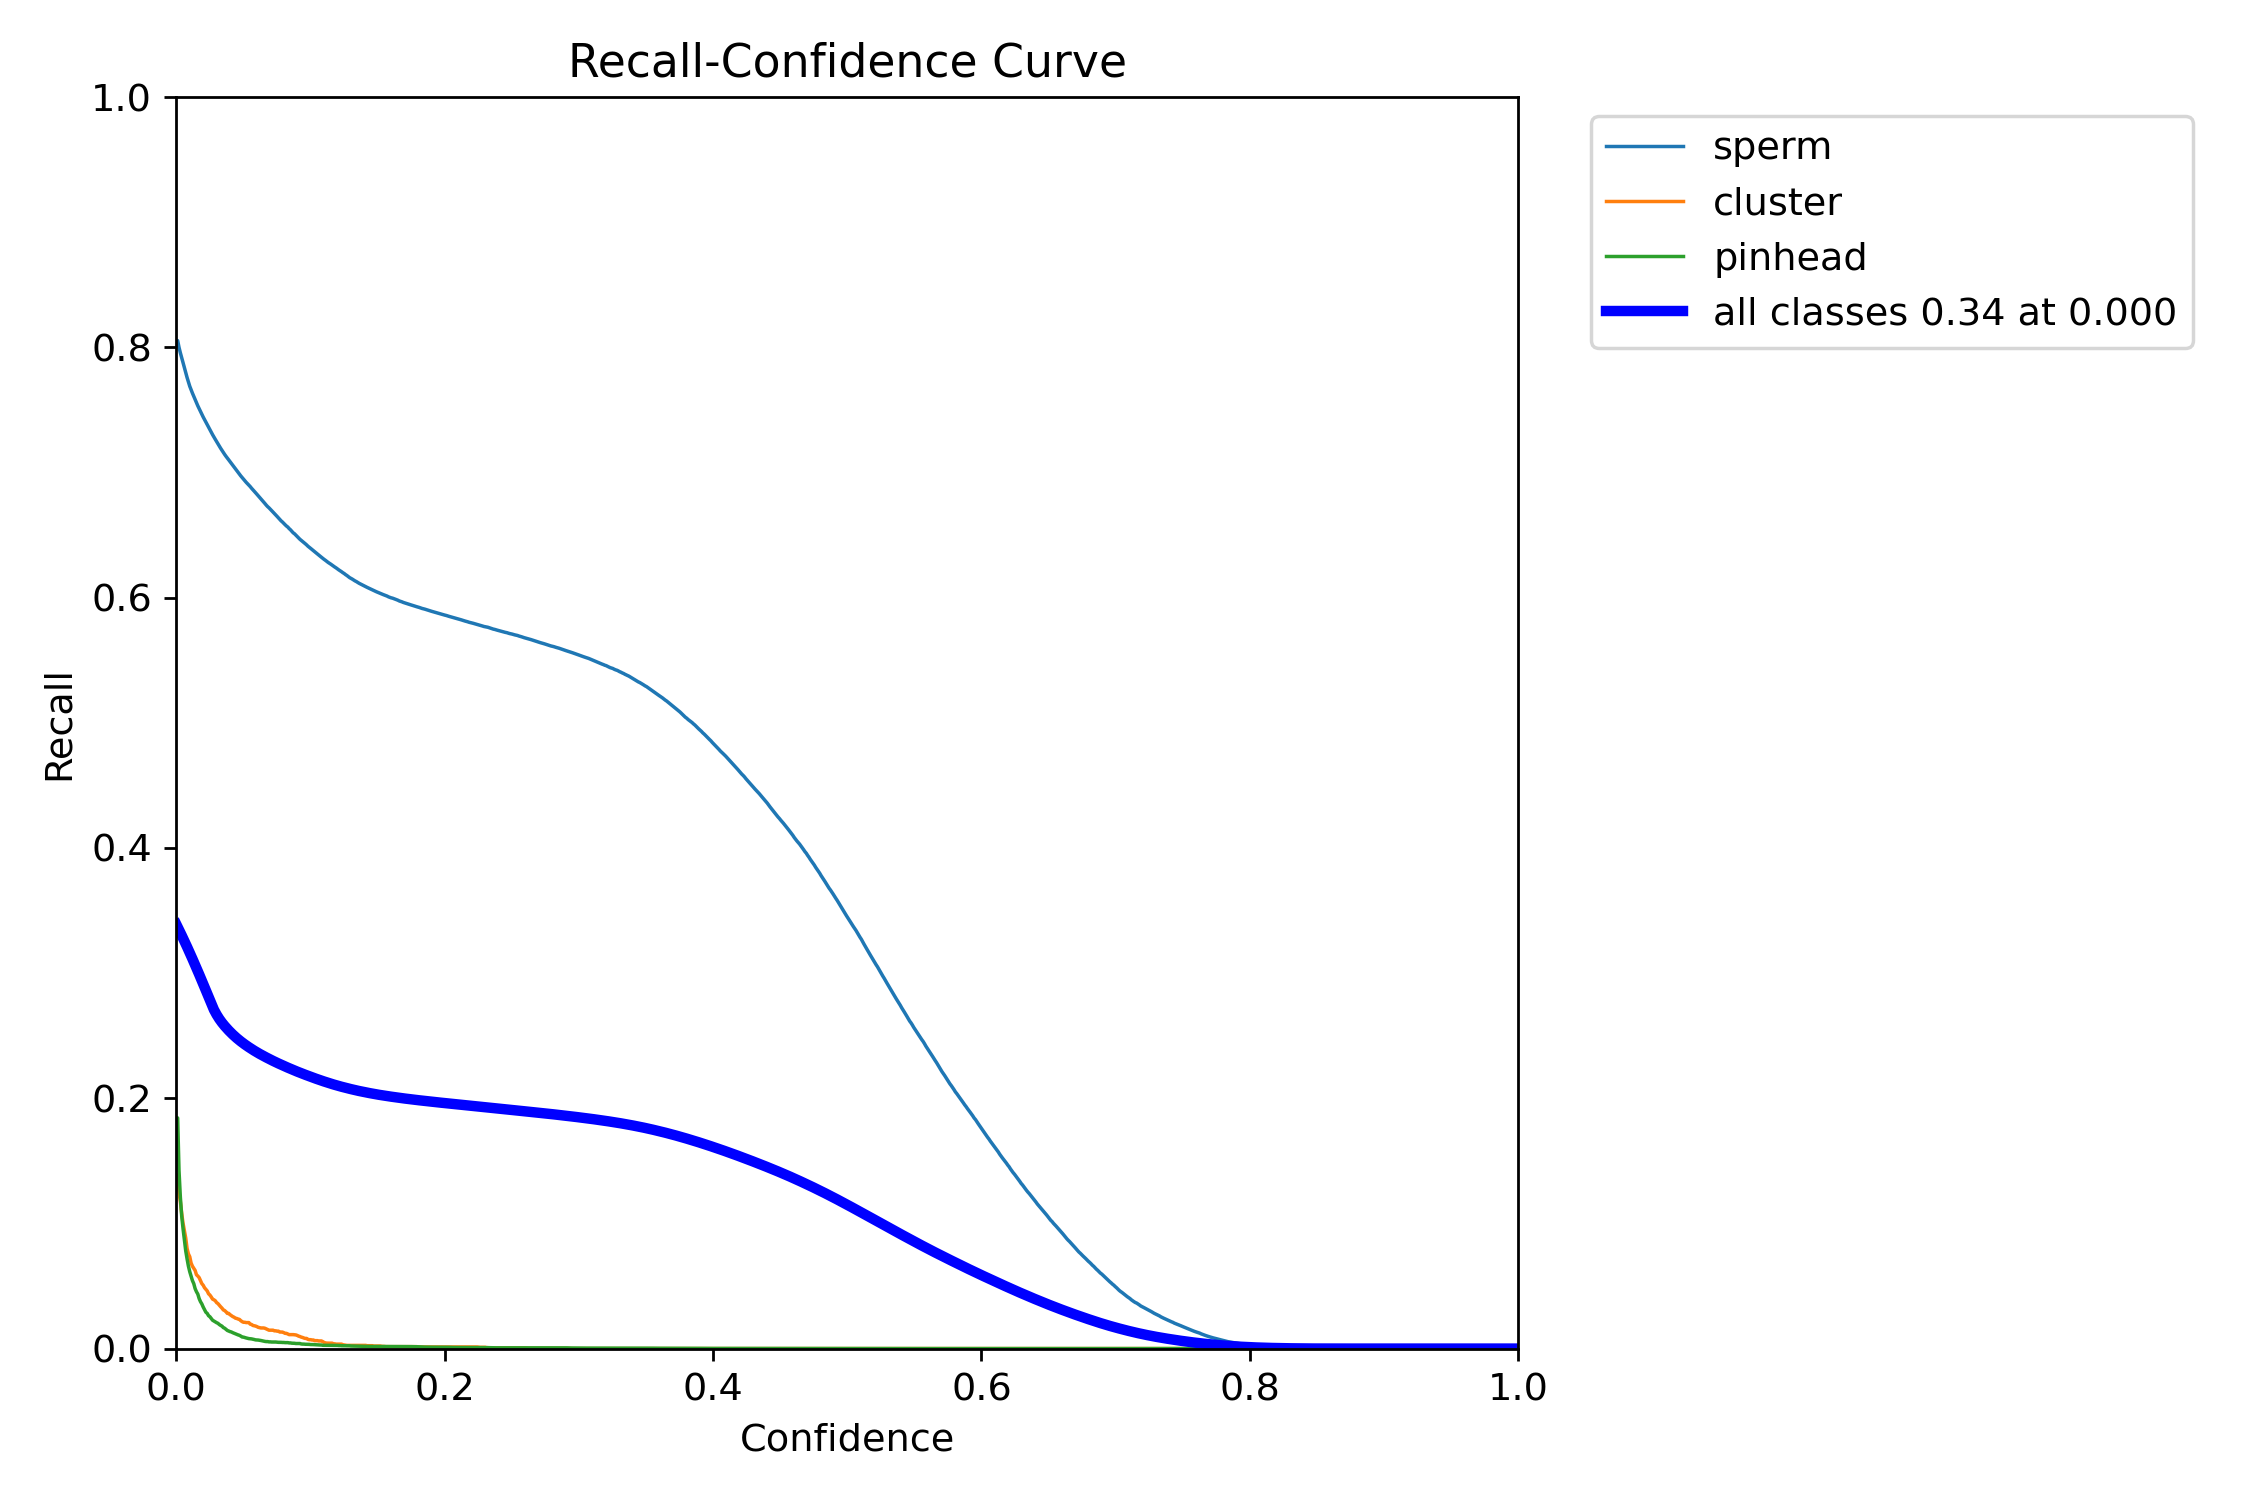 Recall-Confidence Curve
1.0
0.8
0.6
0.4
0.2
0.0
Recall
0.0 0.2 0.4 0.6 0.8 1.0
Confidence
sperm
cluster
pinhead
all classes 0.34 at 0.000